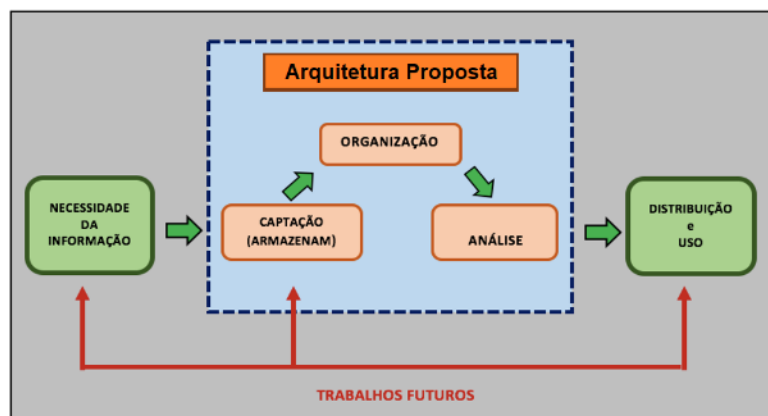 Arquitetura Proposta
ORGANIZAÇÃO
NECESSIDADE
DA
INFORMAÇÃO
CAPTAÇÃO
(ARMAZENAM)
ANÁLISE
DISTRIBUIÇÃO
e
USO
TRABALHOS FUTUROS